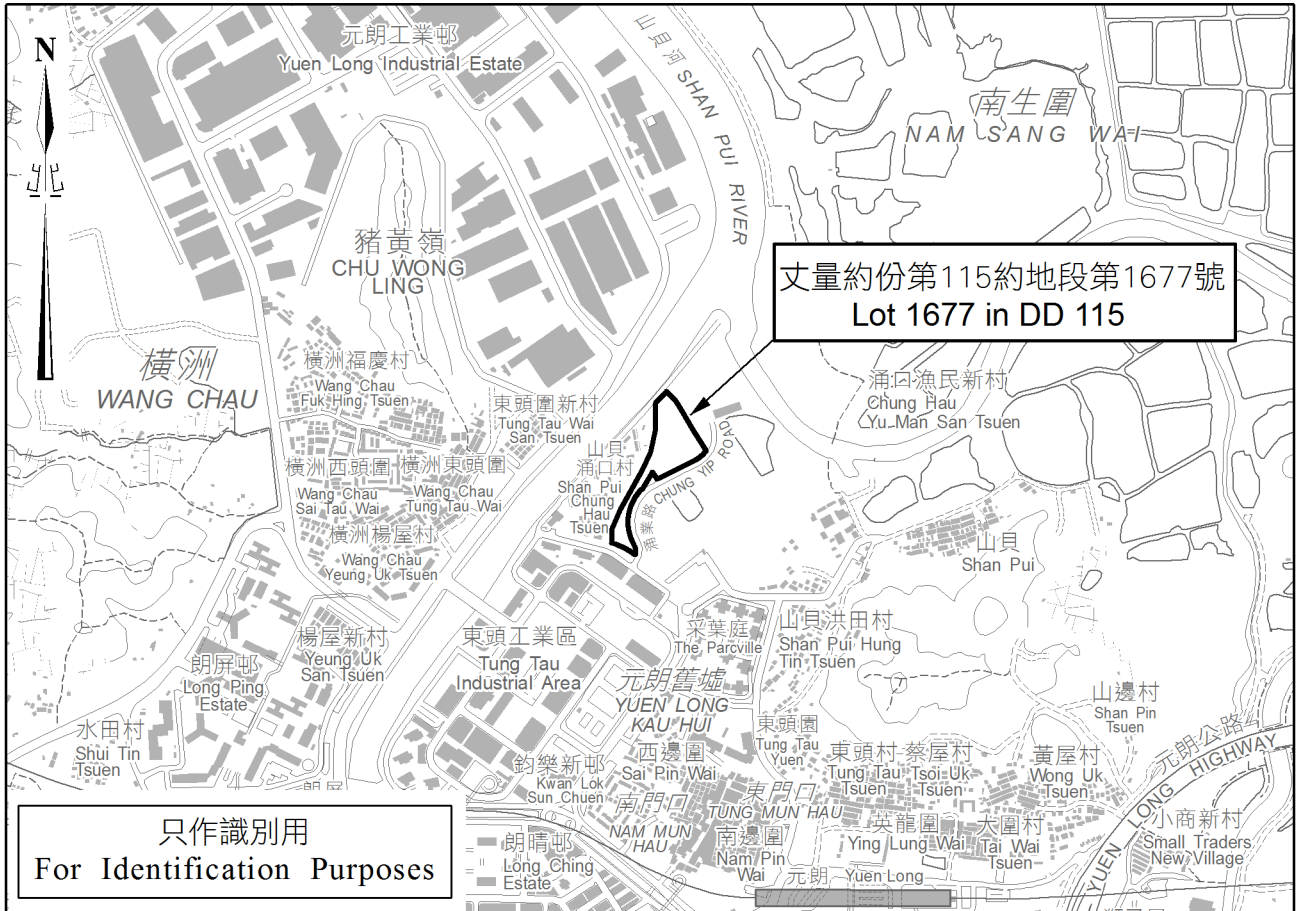 N
元朗工業邨
Yuen Long Industrial Estate
山貝河 SHAN PUI RIVER
南生圍
NAM SANG WAI
豬黃嶺
CHU WONG
LING
丈量約份第115約地段第1677號
Lot 1677 in DD 115
橫洲
WANG CHAU
橫洲福慶村
Wang Chau
Fuk Hing Tsuen
東頭圍新村
Tung Tau Wai
San Tsuen
涌口漁民新村
Chung Hau
Yu Man San Tsuen
山貝
涌口村
Shan Pui
Chung
Hau
Tsuen
涌業路 CHUNG YIP ROAD
橫洲西頭圍
Wang Chau
Sai Tau Wai
橫洲東頭圍
Wang Chau
Tung Tau Wai
橫洲楊屋村
Wang Chau
Yeung Uk Tsuen
山貝
Shan Pui
楊屋新村
Yeung Uk
San Tsuen
朗屏邨
Long Ping
Estate
東頭工業區
Tung Tau
Industrial Area
采葉庭
The Parcville
山貝洪田村
Shan Pui Hung
Tin Tsuen
元朗舊墟
YUEN LONG
KAU HUI
水田村
Shui Tin
Tsuen
山邊村
Shan Pin
Tsuen
元朗公路
YUEN LONG HIGHWAY
東頭園
Tung Tau
Yuen
西邊圍
Sai Pin Wai
東頭村
Tung Tau
Tsuen
蔡屋村
Tsoi Uk
Tsuen
黃屋村
Wong Uk
Tsuen
鈞樂新邨
Kwan Lok
Sun Chuen
南門口
NAM MUN
HAU
東門口
TUNG MUN HAU
英龍圍
Ying Lung Wai
大圍村
Tai Wai
Tsuen
小商新村
Small Traders
New Village
朗晴邨
Long Ching
Estate
南邊圍
Nam Pin
Wai
元朗 Yuen Long
只作識別用
For Identification Purposes